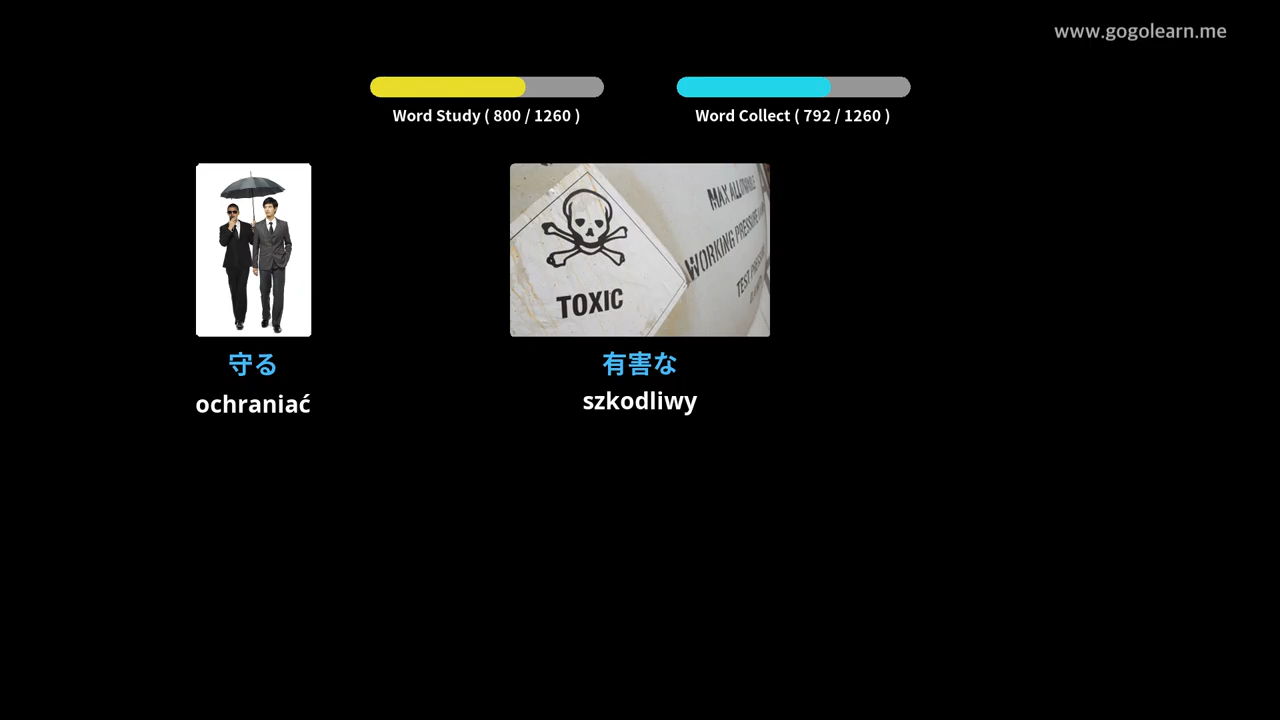 www.gogolearn.me
Word Study ( 800 / 1260 )
Word Collect ( 792 / 1260 )
MAX ALLOWABLE
WORKING PRESSURE
TEST
TOXIC
守る
有害な
ochraniać
szkodliwy